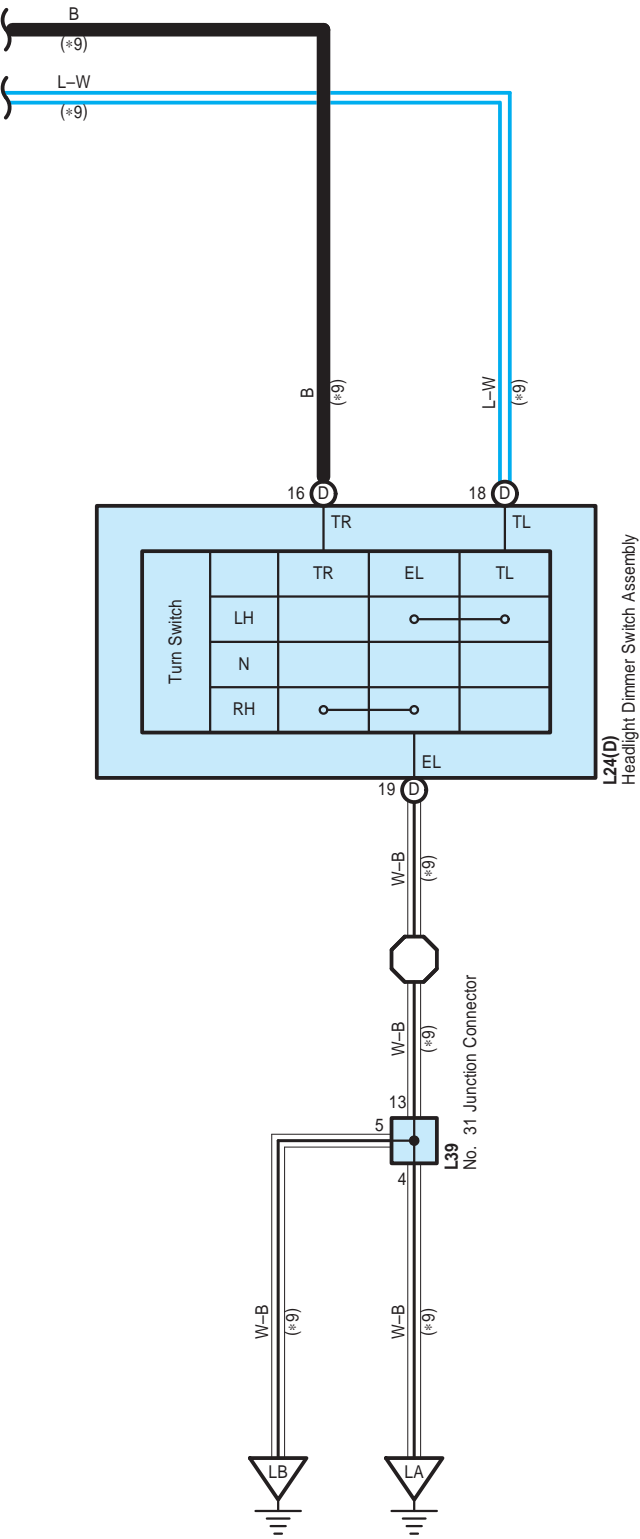 B
(*9)
L–W
(*9)
B
(*9)
L–W
(*9)
16 D
18 D
TR
TL
Turn Switch
TR EL TL
LH
N
RH
EL
L24(D)
Headlight Dimmer Switch Assembly
19 D
W–B
(*9)
W–B
(*9)
13
5
4
L39
No. 31 Junction Connector
W–B
(*9)
W–B
(*9)
LB
LA